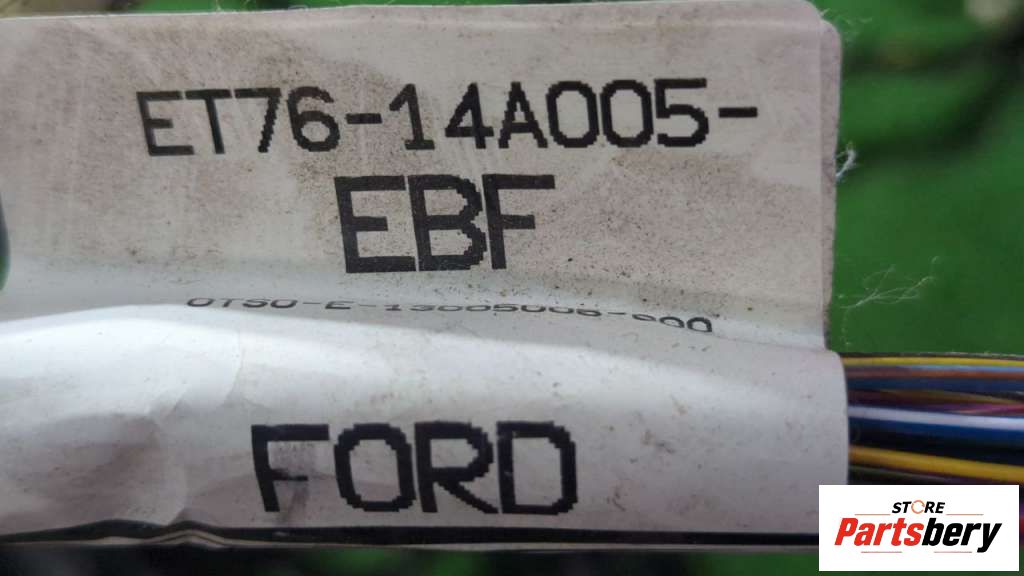 ET76-14A005-
EBF
FORD
STORE
Partsbery